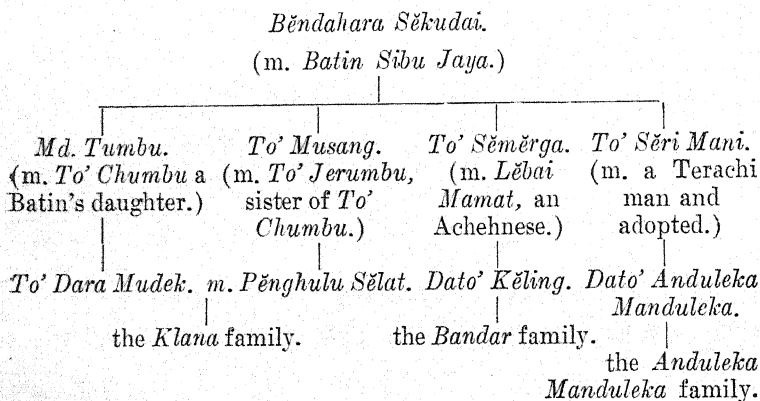 Bĕndahara Sĕkudai.
(m. Batin Sibu Jaya.)
Md. Tumbu. To' Musang. To' Sĕmĕrga. To' Sĕri Mani.
(m. To' Chumbu a (m. To' Jerumbu, (m. Lĕbai (m. a Terachi
Batin's daughter.) sister of To' Mamat, an man and
Chumbu.) Achehnese.) adopted.)
To' Dara Mudek. m. Pĕnghulu Sĕlat. Dato' Kĕling. Dato' Anduleka
Manduleka.
the Klana family. the Bandar family.
the Anduleka
Manduleka family.